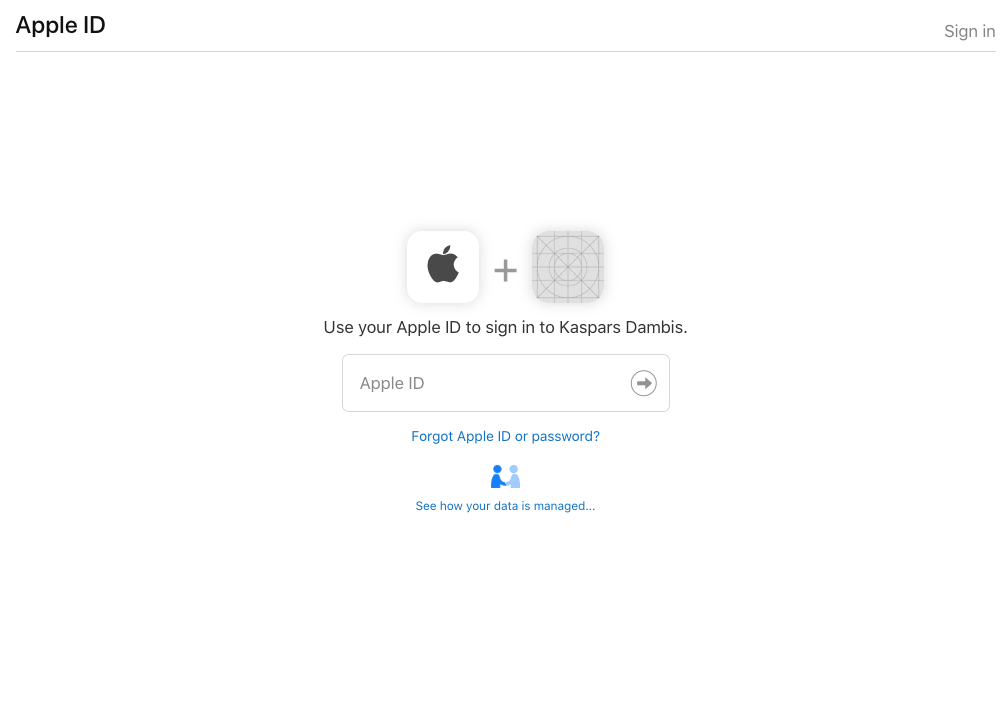 Apple ID
Sign in
Use your Apple ID to sign in to Kaspars Dambis.
Apple ID
Forgot Apple ID or password?
See how your data is managed...